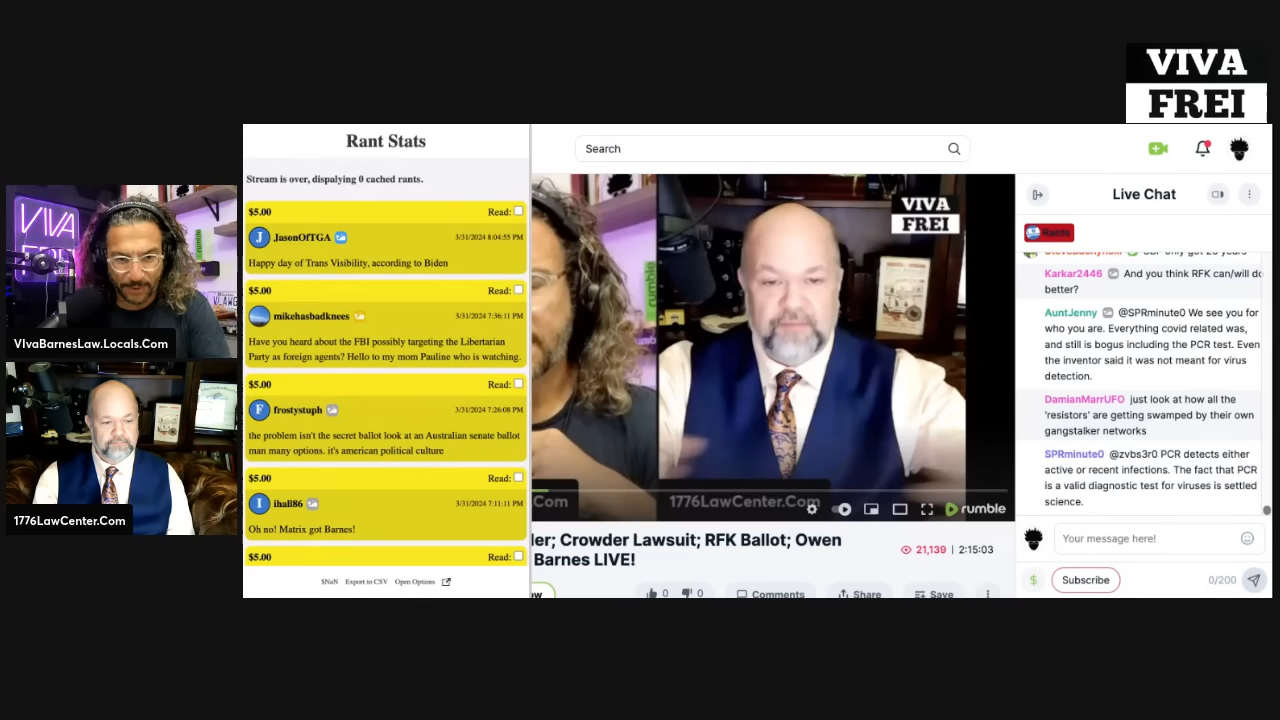 VIVA
FREI
VIVA
VIvaBarnesLaw.Locals.Com
1776LawCenter.Com
Rant Stats
Stream is over, dispalying 0 cached rants.
$5.00
Read:
J
JasonOfTGA
3/31/2024 8:04:55 PM
Happy day of Trans Visibility, according to Biden
$5.00
Read:
mikehasbadknees
3/31/2024 7:36:11 PM
Have you heard about the FBI possibly targeting the Libertarian
Party as foreign agents? Hello to my mom Pauline who is watching.
$5.00
Read:
F
frostystuph
3/31/2024 7:26:08 PM
the problem isn't the secret ballot look at an Australian senate ballot
man many options. it's american political culture
$5.00
Read:
I
ihall86
3/31/2024 7:11:11 PM
Oh no! Matrix got Barnes!
$5.00
Read:
$NaN Export to CSV Open Options
Search
VIVA
FREI
rumble
Com
1776LawCenter.Com
rumble
ler; Crowder Lawsuit; RFK Ballot; Owen
Barnes LIVE!
21,139 | 2:15:03
ow
0
0
Comments
Share
Save
Live Chat
Rants
Karkar2446 And you think RFK can/will do
better?
AuntJenny @SPRminute0 We see you for
who you are. Everything covid related was,
and still is bogus including the PCR test. Even
the inventor said it was not meant for virus
detection.
DamianMarrUFO just look at how all the
'resistors' are getting swamped by their own
gangstalker networks
SPRminute0 @zvbs3r0 PCR detects either
active or recent infections. The fact that PCR
is a valid diagnostic test for viruses is settled
science.
Your message here!
$
Subscribe
0/200